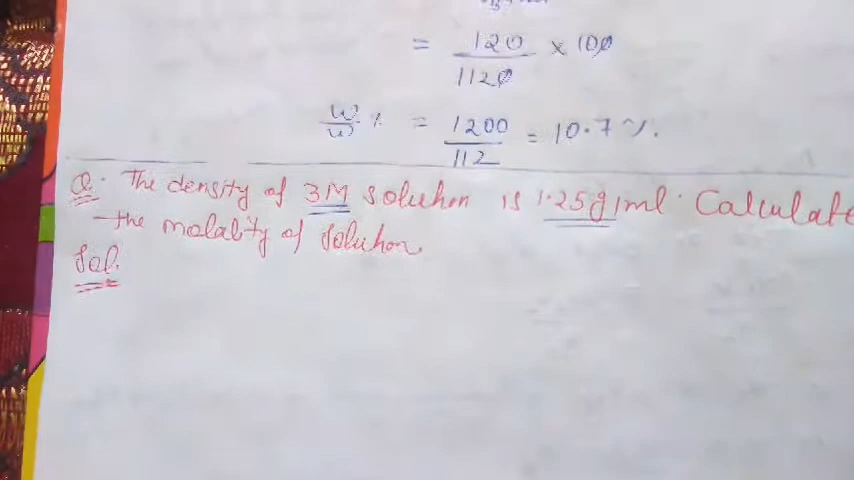 = 120/1120 × 100
w/w % = 1200/112 = 10.7 %.
Q. The density of 3M solution is 1.25g/ml. Calculate
the molality of solution.
Sol.